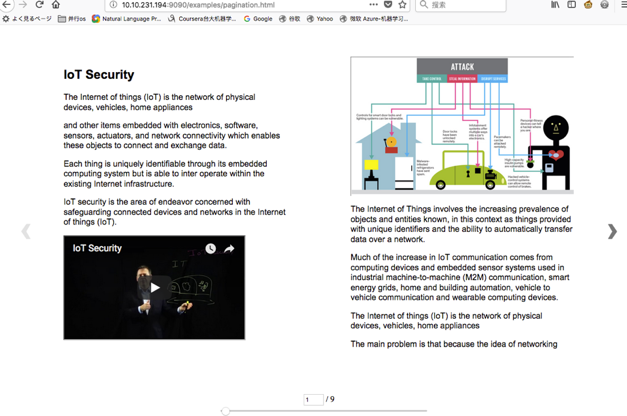 10.10.231.194:9090/examples/pagination.html
搜索
よく見るページ
并行os
Natural Language Pr...
Coursera台大机器学...
Google
谷歌
Yahoo
微软 Azure-机器学习...
IoT Security
The Internet of things (IoT) is the network of physical
devices, vehicles, home appliances
and other items embedded with electronics, software,
sensors, actuators, and network connectivity which enables
these objects to connect and exchange data.
Each thing is uniquely identifiable through its embedded
computing system but is able to inter operate within the
existing Internet infrastructure.
IoT security is the area of endeavor concerned with
safeguarding connected devices and networks in the Internet
of things (IoT).
IoT Security
IT
ATTACK
TAKE CONTROL
STEAL INFORMATION
DISRUPT SERVICES
The Internet of Things involves the increasing prevalence of
objects and entities known, in this context as things provided
with unique identifiers and the ability to automatically transfer
data over a network.
Much of the increase in IoT communication comes from
computing devices and embedded sensor systems used in
industrial machine-to-machine (M2M) communication, smart
energy grids, home and building automation, vehicle to
vehicle communication and wearable computing devices.
The Internet of things (IoT) is the network of physical
devices, vehicles, home appliances
The main problem is that because the idea of networking
1 / 9